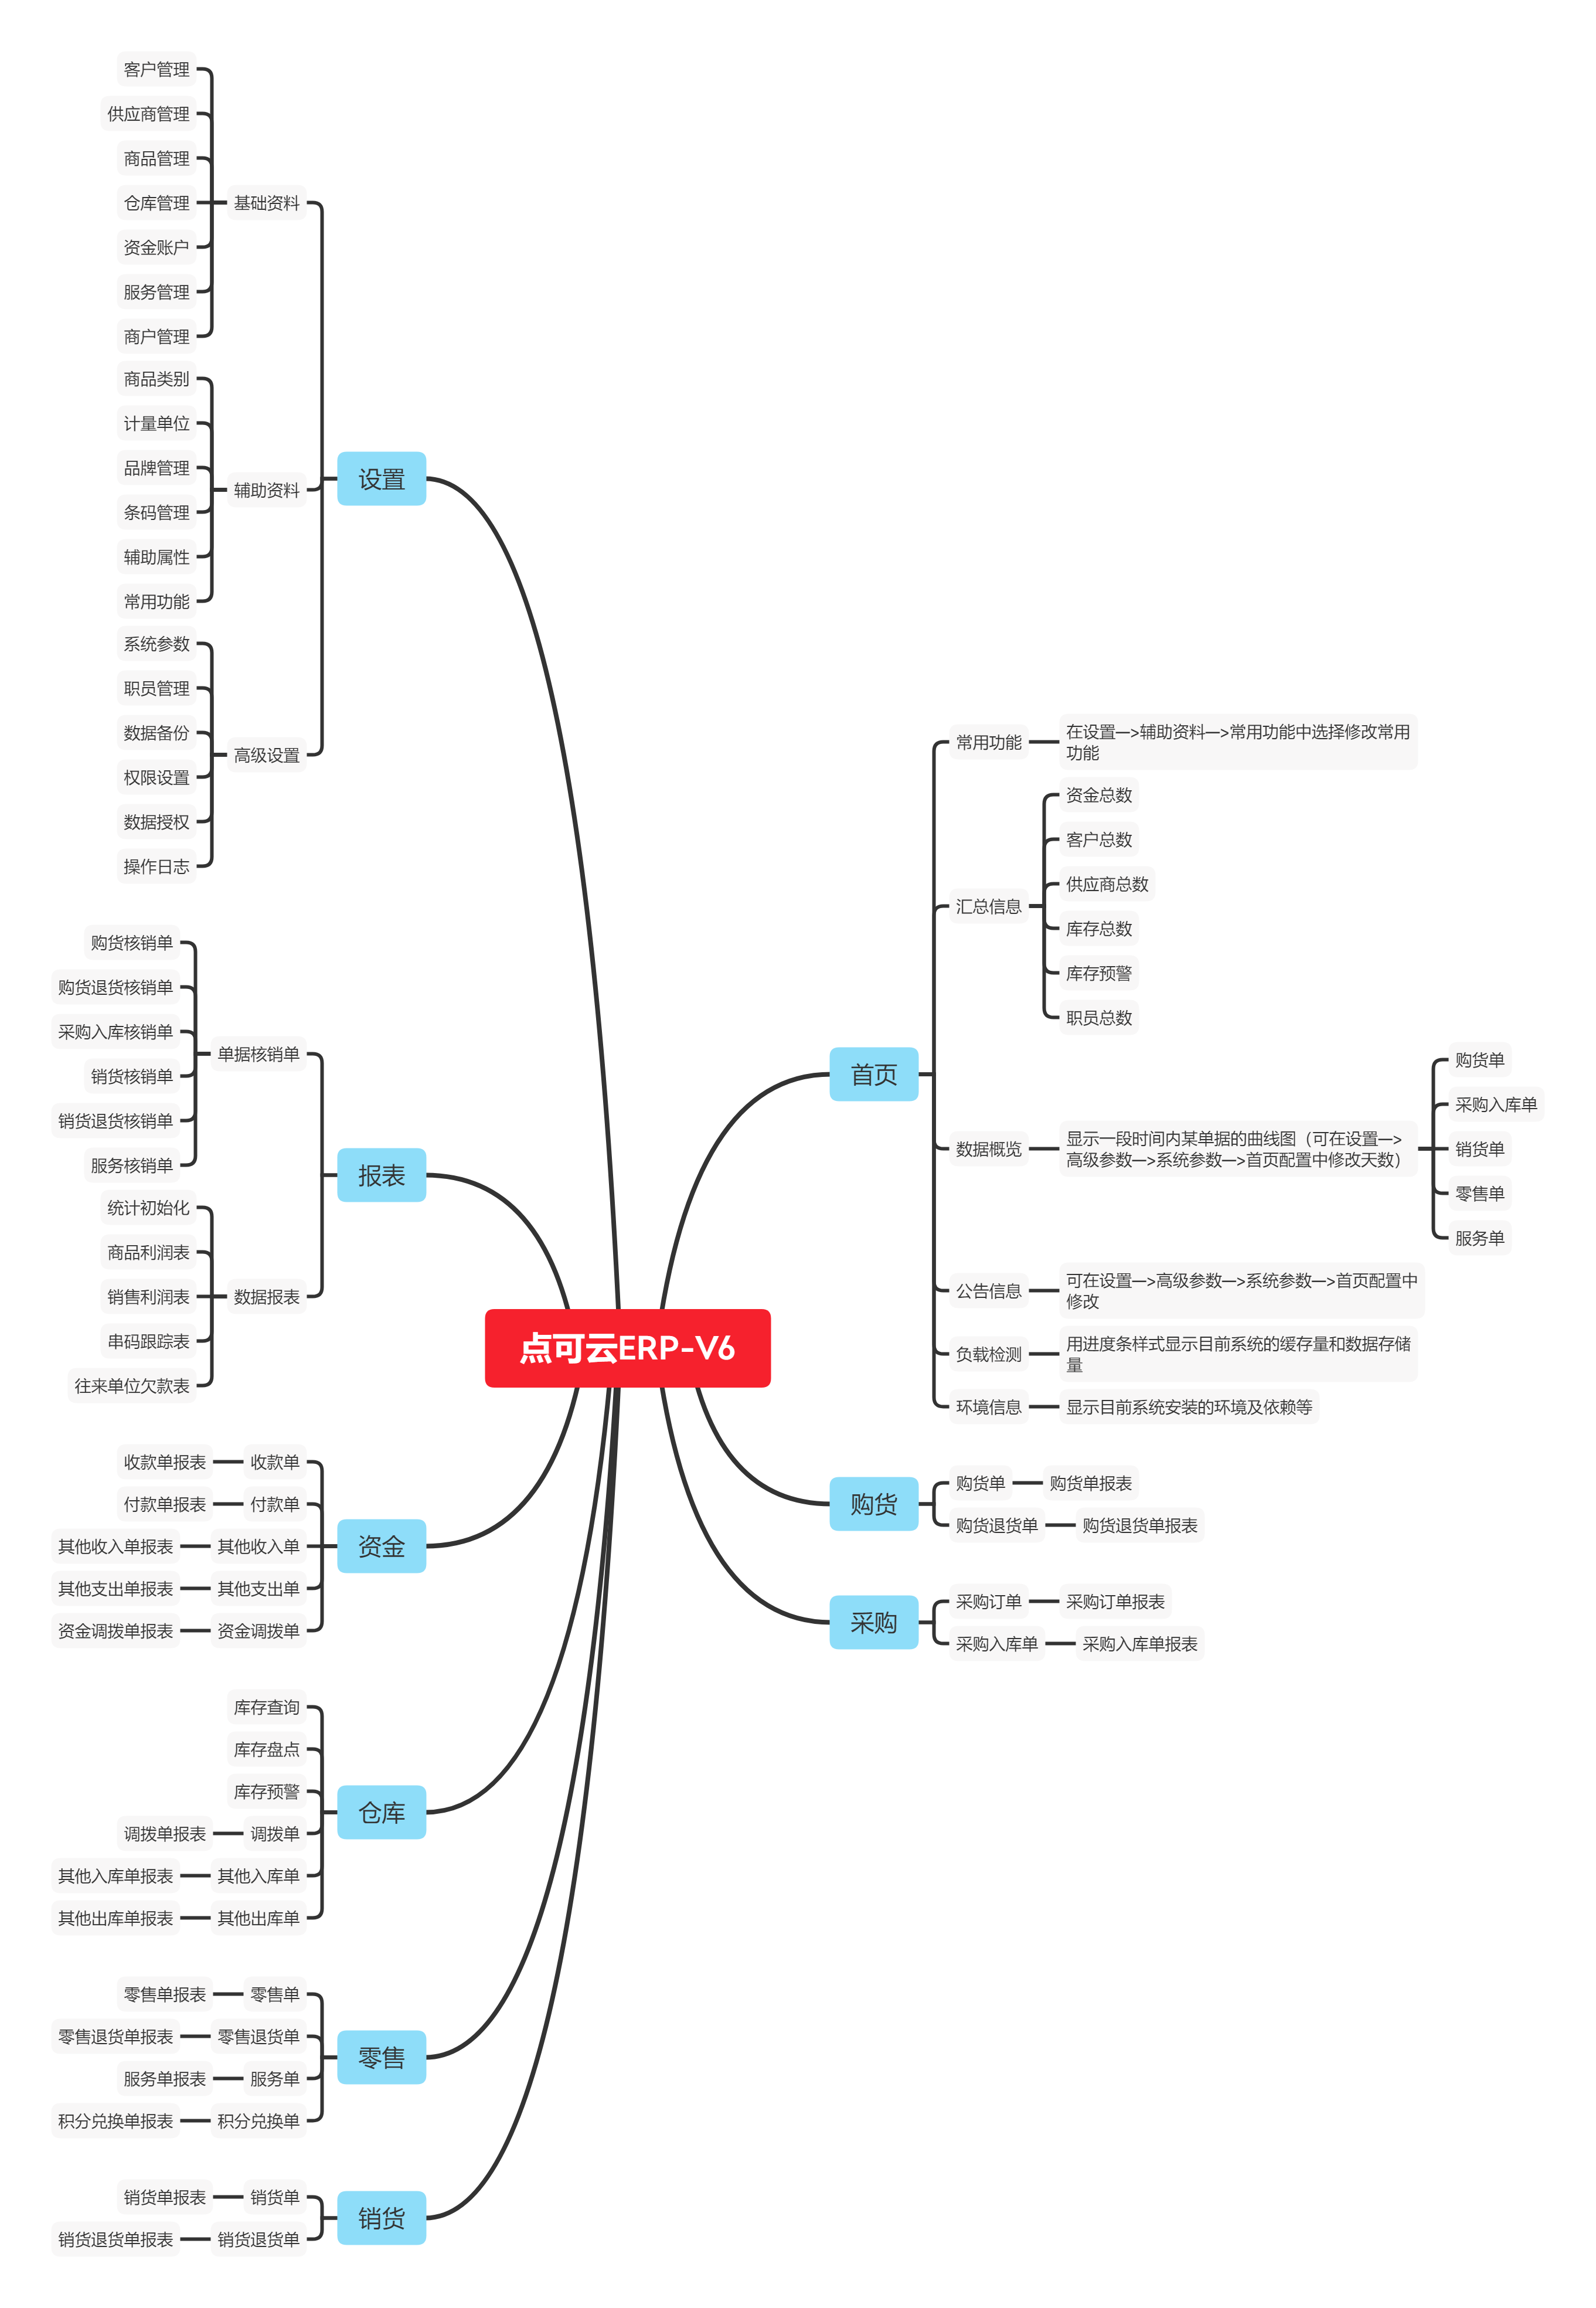 点可云ERP-V6
首页
常用功能
在设置—>辅助资料—>常用功能中选择修改常用
功能
汇总信息
资金总数
客户总数
供应商总数
库存总数
库存预警
职员总数
数据概览
显示一段时间内某单据的曲线图（可在设置—>
高级参数—>系统参数—>首页配置中修改天数）
购货单
采购入库单
销货单
零售单
服务单
公告信息
可在设置—>高级参数—>系统参数—>首页配置中
修改
负载检测
用进度条样式显示目前系统的缓存量和数据存储
量
环境信息
显示目前系统安装的环境及依赖等
购货
购货单
购货单报表
购货退货单
购货退货单报表
采购
采购订单
采购订单报表
采购入库单
采购入库单报表
设置
基础资料
客户管理
供应商管理
商品管理
仓库管理
资金账户
服务管理
商户管理
辅助资料
商品类别
计量单位
品牌管理
条码管理
辅助属性
常用功能
高级设置
系统参数
职员管理
数据备份
权限设置
数据授权
操作日志
报表
单据核销单
购货核销单
购货退货核销单
采购入库核销单
销货核销单
销货退货核销单
服务核销单
数据报表
统计初始化
商品利润表
销售利润表
串码跟踪表
往来单位欠款表
资金
收款单
收款单报表
付款单
付款单报表
其他收入单
其他收入单报表
其他支出单
其他支出单报表
资金调拨单
资金调拨单报表
仓库
库存查询
库存盘点
库存预警
调拨单
调拨单报表
其他入库单
其他入库单报表
其他出库单
其他出库单报表
零售
零售单
零售单报表
零售退货单
零售退货单报表
服务单
服务单报表
积分兑换单
积分兑换单报表
销货
销货单
销货单报表
销货退货单
销货退货单报表